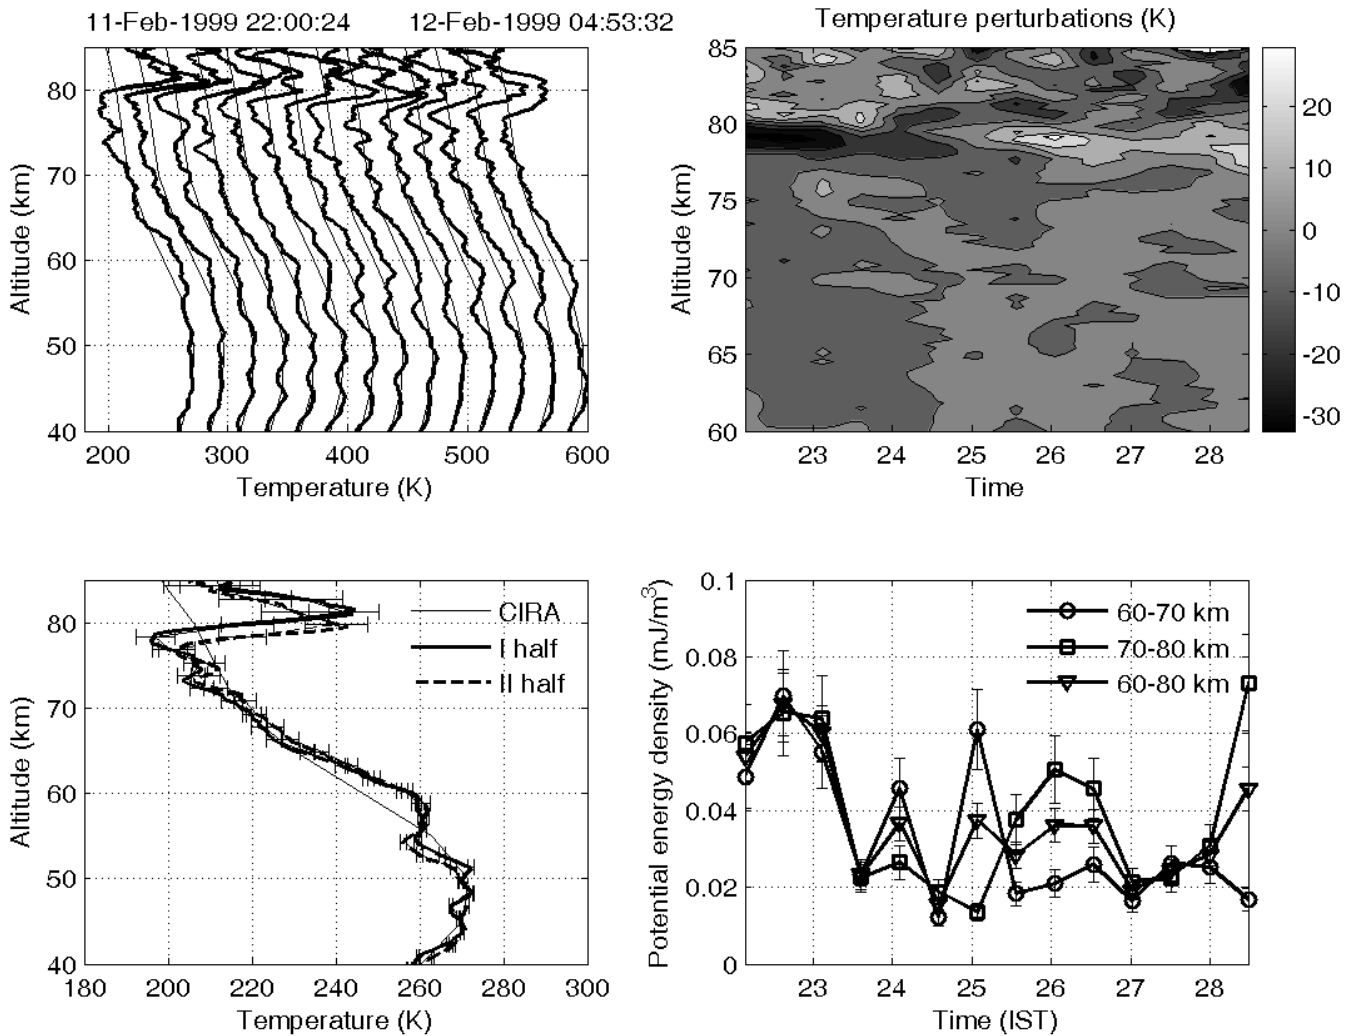 11-Feb-1999 22:00:24 12-Feb-1999 04:53:32
80
70
60
50
40
200 300 400 500 600
Altitude (km)
Temperature (K)
Temperature perturbations (K)
85
80
75
70
65
60
23 24 25 26 27 28
Altitude (km)
Time
20
10
0
-10
-20
-30
80
70
60
50
40
180 200 220 240 260 280 300
Altitude (km)
Temperature (K)
CIRA
I half
II half
0.1
0.08
0.06
0.04
0.02
0
23 24 25 26 27 28
Potential energy density (mJ/m³)
Time (IST)
60-70 km
70-80 km
60-80 km